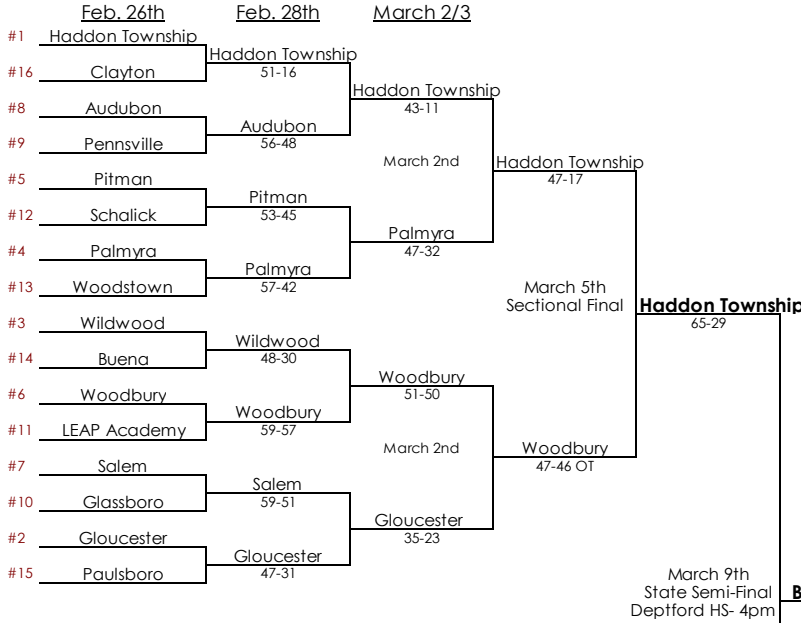 Feb. 26th Feb. 28th March 2/3
#1 Haddon Township
Haddon Township
51-16
#16 Clayton
Haddon Township
43-11
#8 Audubon
Audubon
56-48
#9 Pennsville
March 2nd
Haddon Township
47-17
#5 Pitman
Pitman
53-45
#12 Schalick
Palmyra
47-32
#4 Palmyra
Palmyra
57-42
#13 Woodstown
March 5th
Sectional Final
Haddon Township
65-29
#3 Wildwood
Wildwood
48-30
#14 Buena
Woodbury
51-50
#6 Woodbury
Woodbury
59-57
#11 LEAP Academy
March 2nd
Woodbury
47-46 OT
#7 Salem
Salem
59-51
#10 Glassboro
Gloucester
35-23
#2 Gloucester
Gloucester
47-31
#15 Paulsboro
March 9th
State Semi-Final
Deptford HS- 4pm